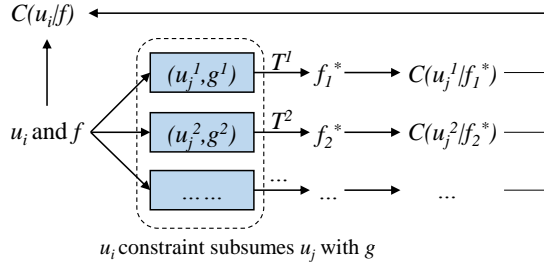 C(u_i|f)
(u_j^1,g^1) T^1 f_1^* C(u_j^1|f_1^*)
u_i and f (u_j^2,g^2) T^2 f_2^* C(u_j^2|f_2^*)
... ... ... ... ...
u_i constraint subsumes u_j with g